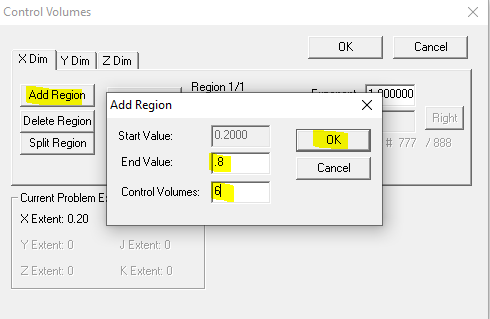 Control Volumes
OK
Cancel
X Dim
Y Dim
Z Dim
Add Region
Region 1/1
1.000000
Delete Region
Right
Split Region
# 777 / 888
Add Region
Start Value:
0.2000
OK
End Value:
.8
Cancel
Control Volumes:
6
X Extent: 0.20
Y Extent: 0
J Extent: 0
Z Extent: 0
K Extent: 0
Current Problem